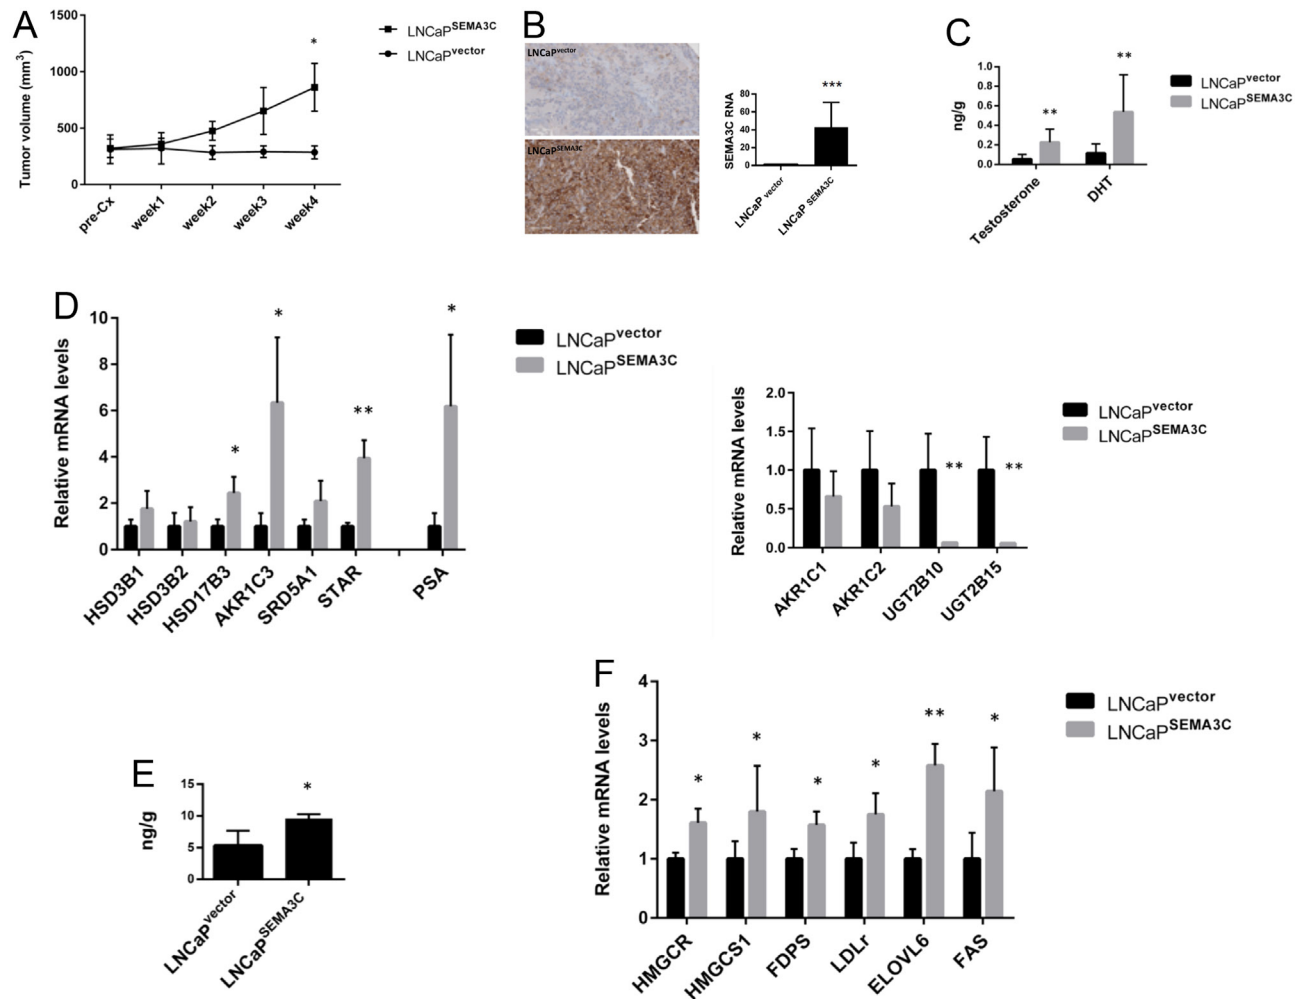 A
1500
1000
500
0
Tumor volume (mm³)
pre-Cx
week1
week2
week3
week4
*
LNCaPSEMA3C
LNCaPvector
B
LNCaPvector
LNCaPSEMA3C
80
60
40
20
0
SEMA3C RNA
***
LNCaP vector
LNCaP SEMA3C
C
1.0
0.8
0.6
0.4
0.2
0.0
ng/g
**
**
Testosterone
DHT
LNCaPvector
LNCaPSEMA3C
D
10
8
6
4
2
0
Relative mRNA levels
*
*
**
*
HSD3B1
HSD3B2
HSD17B3
AKR1C3
SRD5A1
STAR
PSA
LNCaPvector
LNCaPSEMA3C
2.0
1.5
1.0
0.5
0.0
Relative mRNA levels
**
**
AKR1C1
AKR1C2
UGT2B10
UGT2B15
LNCaPvector
LNCaPSEMA3C
E
15
10
5
0
ng/g
*
LNCaPvector
LNCaPSEMA3C
F
4
3
2
1
0
Relative mRNA levels
*
*
*
*
**
*
HMGCR
HMGCS1
FDPS
LDLr
ELOVL6
FAS
LNCaPvector
LNCaPSEMA3C